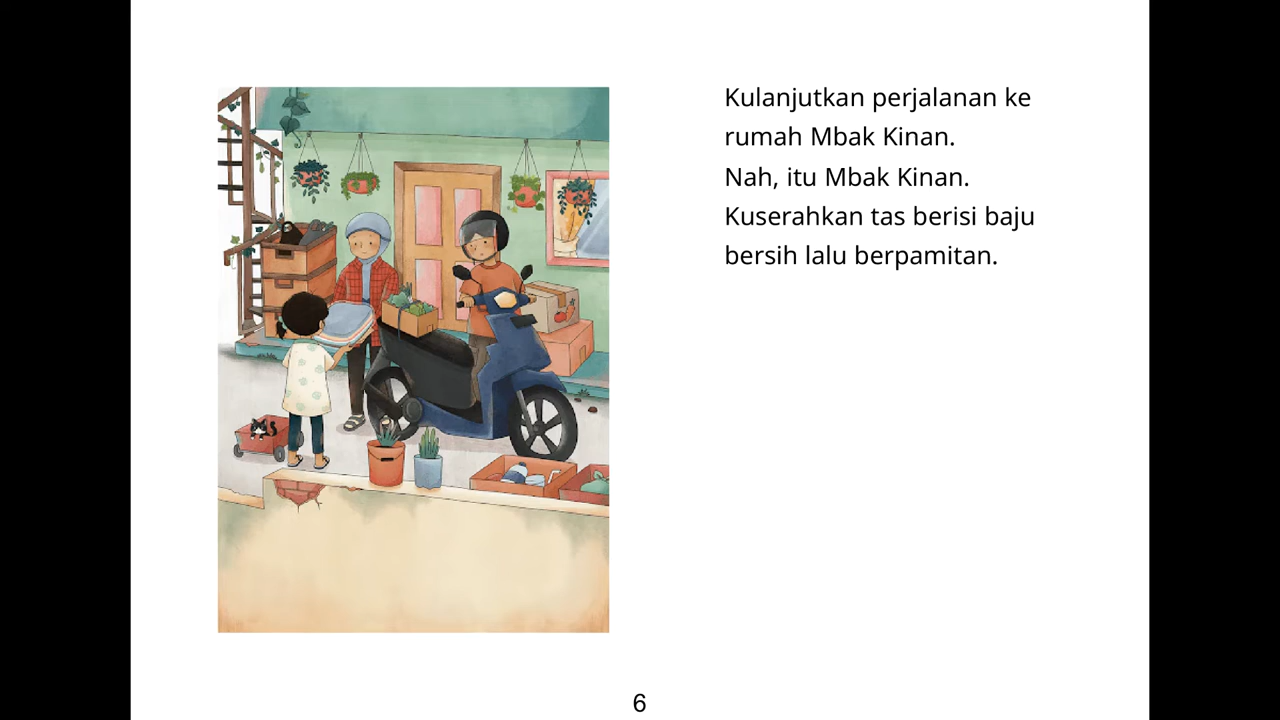 Kulanjutkan perjalanan ke
rumah Mbak Kinan.
Nah, itu Mbak Kinan.
Kuserahkan tas berisi baju
bersih lalu berpamitan.
6